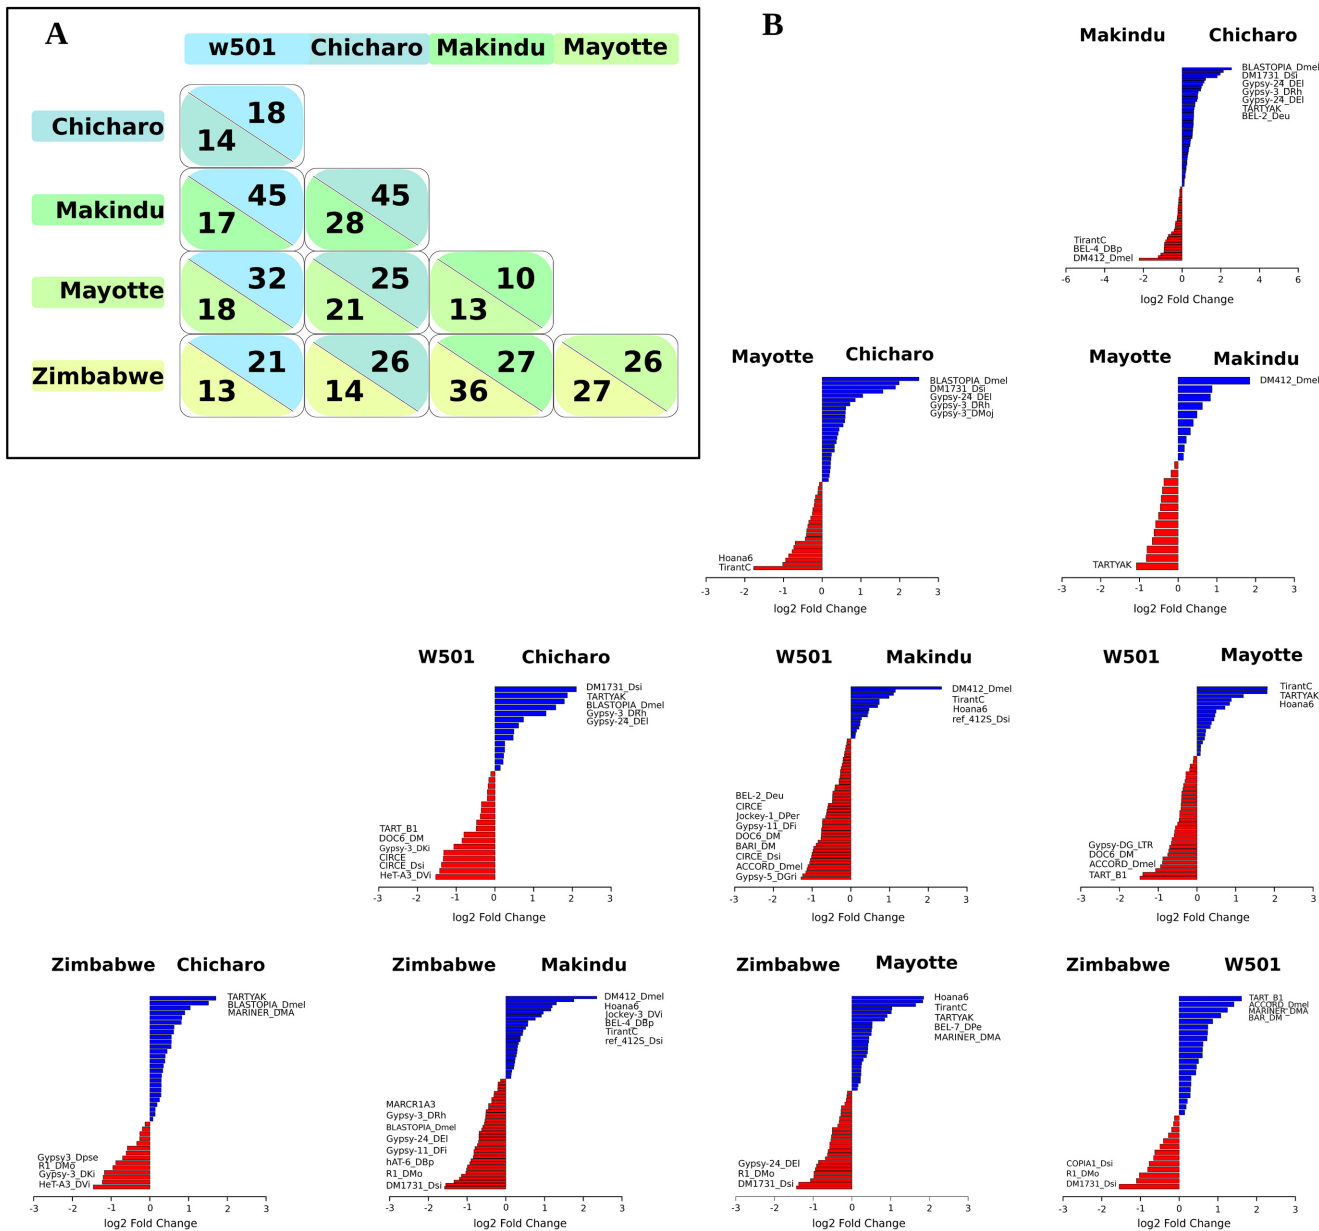 A
w501 Chicharo Makindu Mayotte
Chicharo 14 18
Makindu 17 45 28 45
Mayotte 18 32 21 25 13 10
Zimbabwe 13 21 14 26 36 27 27 26
B
Makindu Chicharo
BLASTOPIA_Dmel
DM1731_Dsi
Gypsy-24_DEl
Gypsy-3_DRh
Gypsy-24_DEl
TARTYAK
BEL-2_Deu
TirantC
BEL-4_DBp
DM412_Dmel
-6 -4 -2 0 2 4 6
log2 Fold Change
Mayotte Chicharo
BLASTOPIA_Dmel
DM1731_Dsi
Gypsy-24_DEl
Gypsy-3_DRh
Gypsy-3_DMoj
Hoana6
TirantC
-3 -2 -1 0 1 2 3
log2 Fold Change
Mayotte Makindu
DM412_Dmel
TARTYAK
-3 -2 -1 0 1 2 3
log2 Fold Change
W501 Chicharo
DM1731_Dsi
TARTYAK
BLASTOPIA_Dmel
Gypsy-3_DRh
Gypsy-24_DEl
TART_B1
DOC6_DM
Gypsy-3_DKi
CIRCE
CIRCE_Dsi
HeT-A3_DVi
-3 -2 -1 0 1 2 3
log2 Fold Change
W501 Makindu
DM412_Dmel
TirantC
Hoana6
ref_412S_Dsi
BEL-2_Deu
CIRCE
Jockey-1_DPer
Gypsy-11_DFi
DOC6_DM
BARI_DM
CIRCE_Dsi
ACCORD_Dmel
Gypsy-5_DGri
-3 -2 -1 0 1 2 3
log2 Fold Change
W501 Mayotte
TirantC
TARTYAK
Hoana6
Gypsy-DG_LTR
DOC6_DM
ACCORD_Dmel
TART_B1
-3 -2 -1 0 1 2 3
log2 Fold Change
Zimbabwe Chicharo
TARTYAK
BLASTOPIA_Dmel
MARINER_DMA
Gypsy3_Dpse
R1_DMo
Gypsy-3_DKi
HeT-A3_DVi
-3 -2 -1 0 1 2 3
log2 Fold Change
Zimbabwe Makindu
DM412_Dmel
Hoana6
Jockey-3_DVi
BEL-4_DBp
TirantC
ref_412S_Dsi
MARCR1A3
Gypsy-3_DRh
BLASTOPIA_Dmel
Gypsy-24_DEl
Gypsy-11_DFi
hAT-6_DBp
R1_DMo
DM1731_Dsi
-3 -2 -1 0 1 2 3
log2 Fold Change
Zimbabwe Mayotte
Hoana6
TirantC
TARTYAK
BEL-7_DPe
MARINER_DMA
Gypsy-24_DEl
R1_DMo
DM1731_Dsi
-3 -2 -1 0 1 2 3
log2 Fold Change
Zimbabwe W501
TART_B1
ACCORD_Dmel
MARINER_DMA
BAR_DM
COPIA1_Dsi
R1_DMo
DM1731_Dsi
-3 -2 -1 0 1 2 3
log2 Fold Change